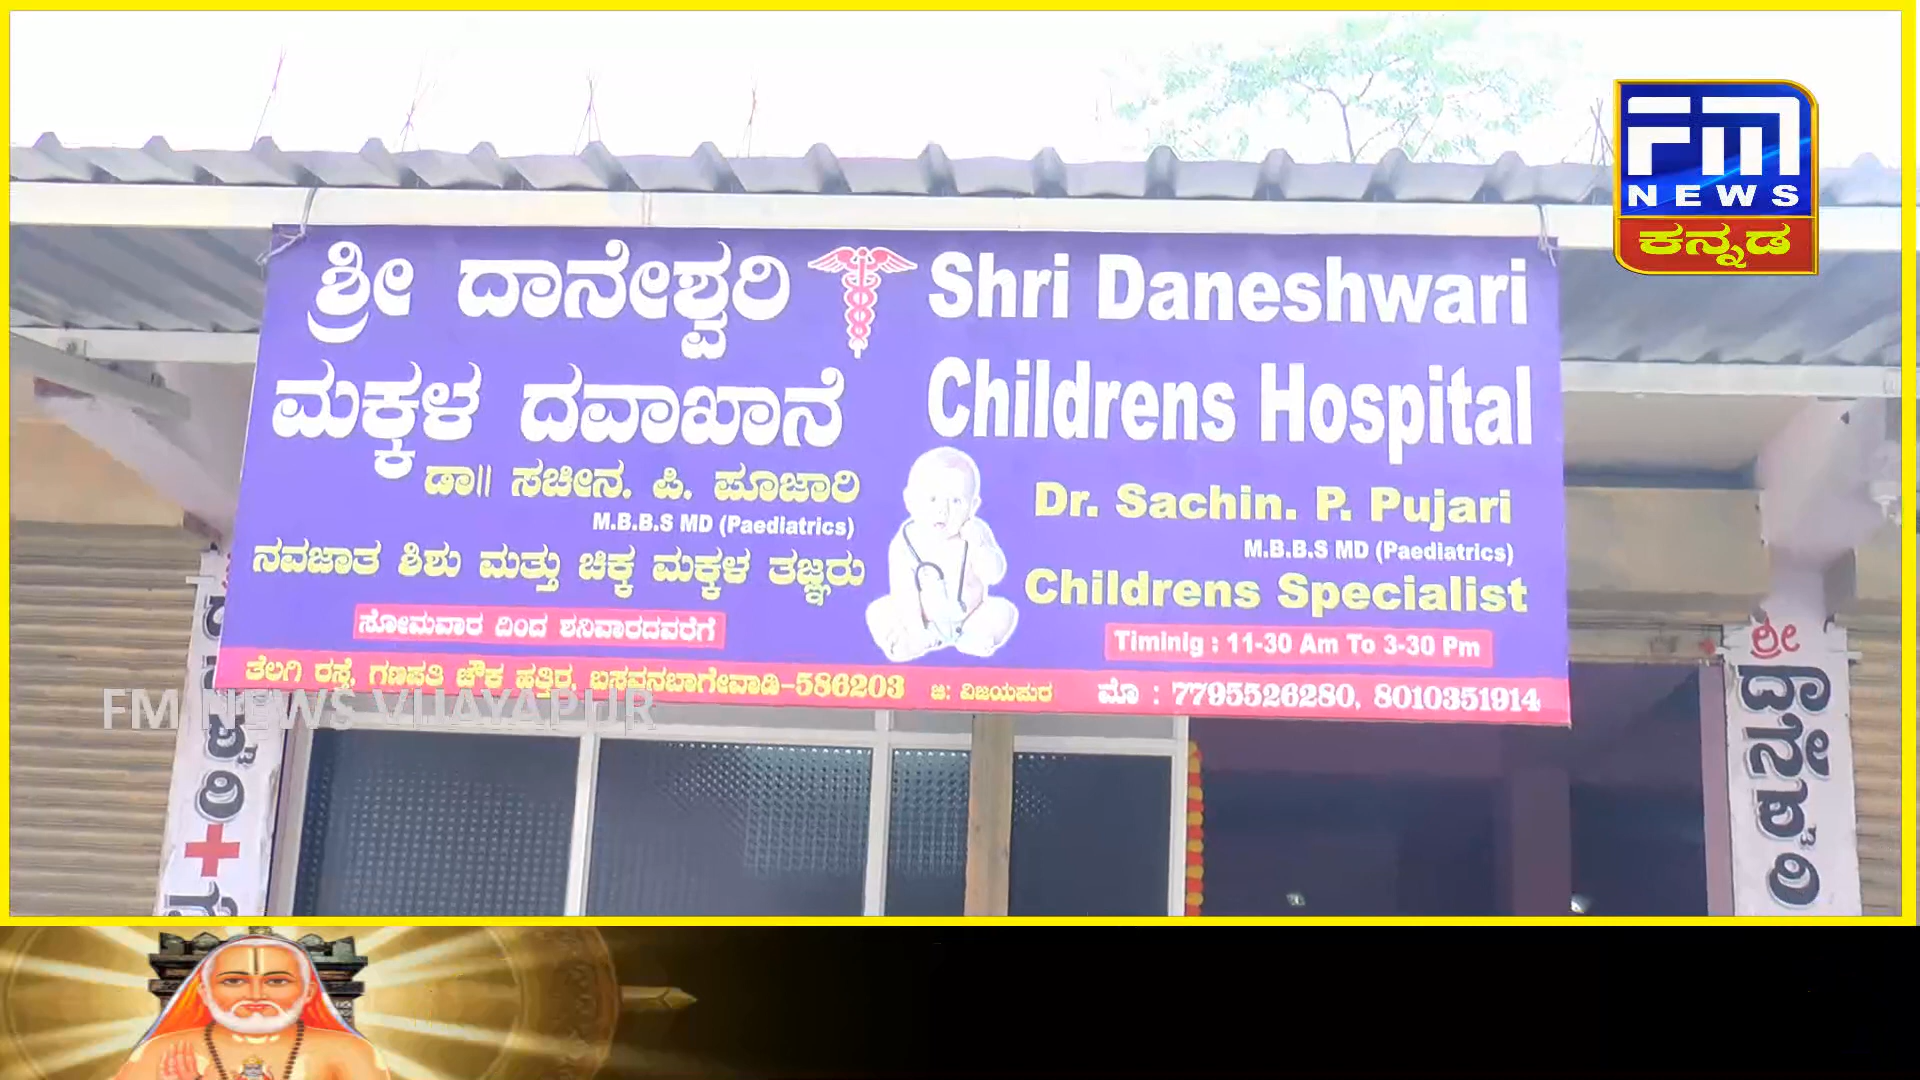 FM
NEWS
ಕನ್ನಡ
ಶ್ರೀ ದಾನೇಶ್ವರಿ
ಮಕ್ಕಳ ದವಾಖಾನೆ
ಡಾ|| ಸಚೀನ. ಪಿ. ಪೂಜಾರಿ
M.B.B.S MD (Paediatrics)
ನವಜಾತ ಶಿಶು ಮತ್ತು ಚಿಕ್ಕ ಮಕ್ಕಳ ತಜ್ಞರು
ಸೋಮವಾರ ದಿಂದ ಶನಿವಾರದವರೆಗೆ
Shri Daneshwari
Childrens Hospital
Dr. Sachin. P. Pujari
M.B.B.S MD (Paediatrics)
Childrens Specialist
Timinig : 11-30 Am To 3-30 Pm
ತೆಲಗಿ ರಸ್ತೆ, ಗಣಪತಿ ಚೌಕ ಹತ್ತಿರ, ಬಸವನಬಾಗೇವಾಡಿ-586203 ಜಿ: ವಿಜಯಪುರ ಮೊ : 7795526280, 8010351914
FM NEWS VIJAYAPUR
ಶ್ರೀ
ದಾನೇಶ್ವರಿ